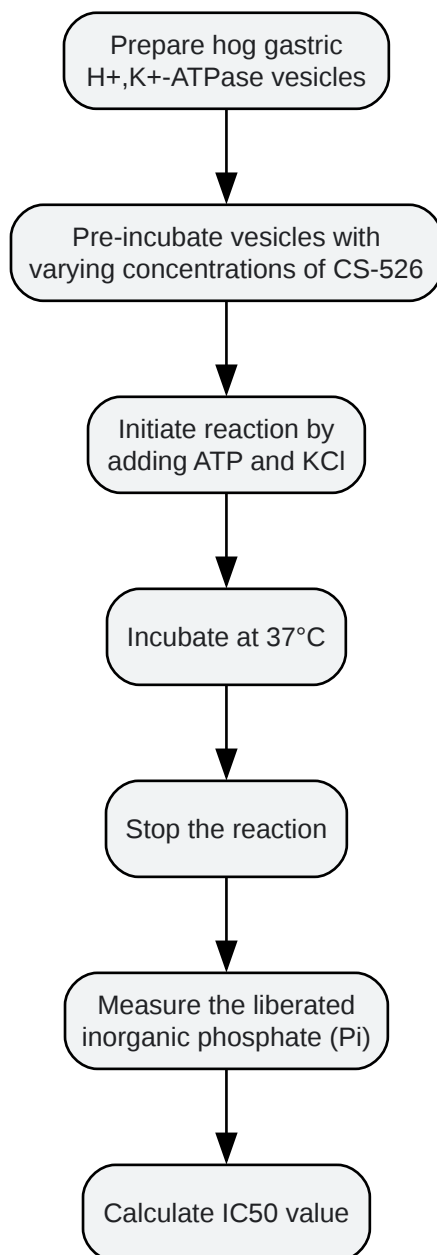 Prepare hog gastric
H+,K+-ATPase vesicles
Pre-incubate vesicles with
varying concentrations of CS-526
Initiate reaction by
adding ATP and KCl
Incubate at 37°C
Stop the reaction
Measure the liberated
inorganic phosphate (Pi)
Calculate IC50 value